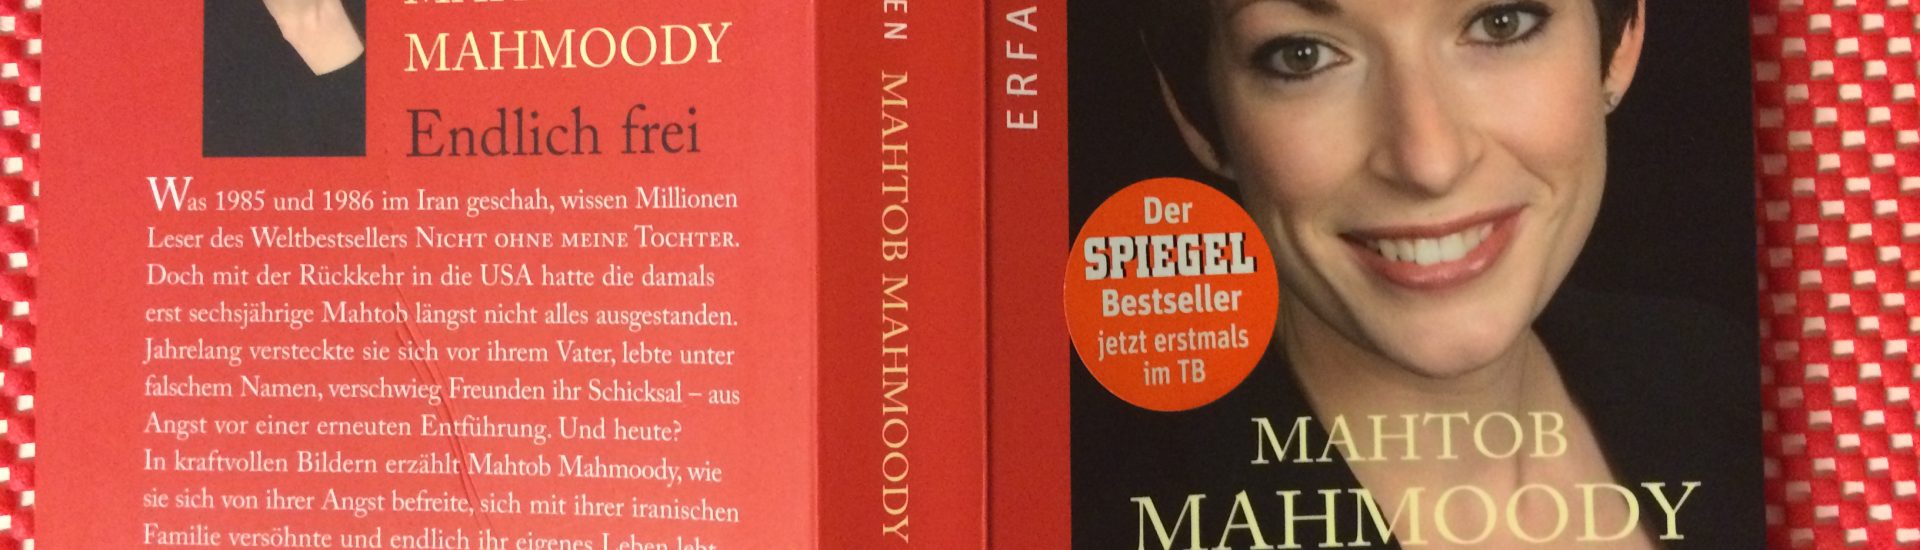 MAHMOODY
Endlich frei
Was 1985 und 1986 im Iran geschah, wissen Millionen
Leser des Weltbestsellers NICHT OHNE MEINE TOCHTER.
Doch mit der Rückkehr in die USA hatte die damals
erst sechsjährige Mahtob längst nicht alles ausgestanden.
Jahrelang versteckte sie sich vor ihrem Vater, lebte unter
falschem Namen, verschwieg Freunden ihr Schicksal – aus
Angst vor einer erneuten Entführung. Und heute?
In kraftvollen Bildern erzählt Mahtob Mahmoody, wie
sie sich von ihrer Angst befreite, sich mit ihrer iranischen
Familie versöhnte und endlich ihr eigenes Leben lebt
EN MAHTOB MAHMOODY
ERFA
Der
SPIEGEL
Bestseller
jetzt erstmals
im TB
MAHTOB
MAHMOODY